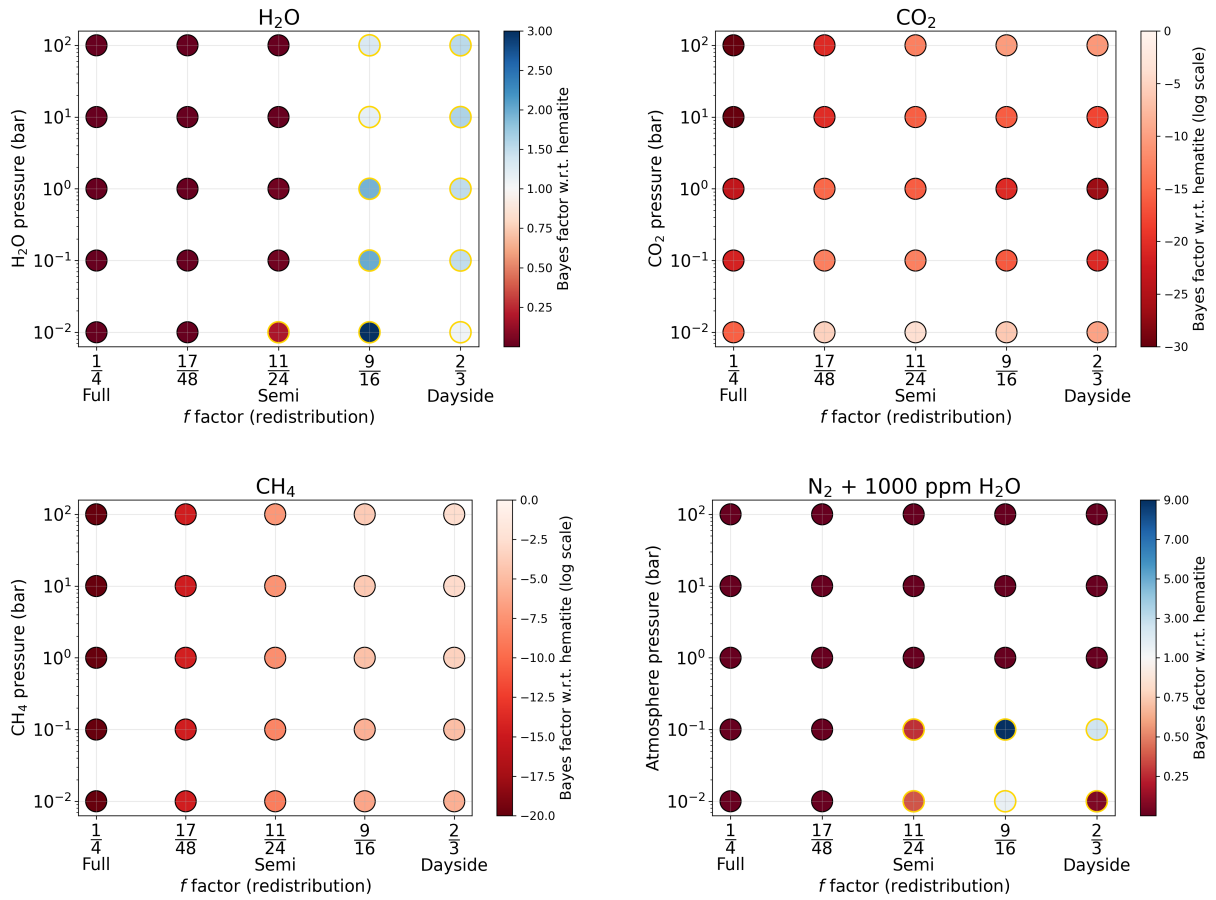 H₂O
10²
10¹
10⁰
10⁻¹
10⁻²
H₂O pressure (bar)
1/4 17/48 11/24 9/16 2/3
Full Semi Dayside
f factor (redistribution)
3.00
2.50
2.00
1.50
1.00
0.75
0.50
0.25
Bayes factor w.r.t. hematite
CO₂
10²
10¹
10⁰
10⁻¹
10⁻²
CO₂ pressure (bar)
1/4 17/48 11/24 9/16 2/3
Full Semi Dayside
f factor (redistribution)
0
−5
−10
−15
−20
−25
−30
Bayes factor w.r.t. hematite (log scale)
CH₄
10²
10¹
10⁰
10⁻¹
10⁻²
CH₄ pressure (bar)
1/4 17/48 11/24 9/16 2/3
Full Semi Dayside
f factor (redistribution)
0.0
−2.5
−5.0
−7.5
−10.0
−12.5
−15.0
−17.5
−20.0
Bayes factor w.r.t. hematite (log scale)
N₂ + 1000 ppm H₂O
10²
10¹
10⁰
10⁻¹
10⁻²
Atmosphere pressure (bar)
1/4 17/48 11/24 9/16 2/3
Full Semi Dayside
f factor (redistribution)
9.00
7.00
5.00
3.00
1.00
0.75
0.50
0.25
Bayes factor w.r.t. hematite